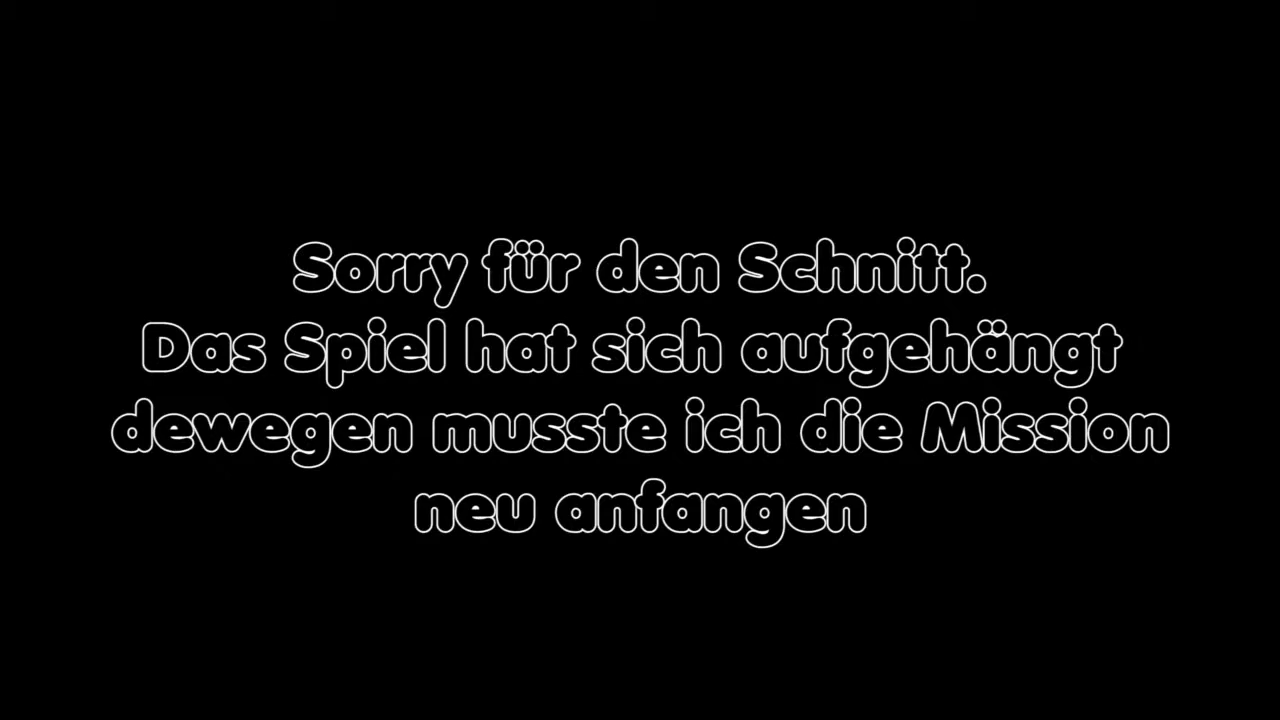 Sorry für den Schnitt.
Das Spiel hat sich aufgehängt
dewegen musste ich die Mission
neu anfangen